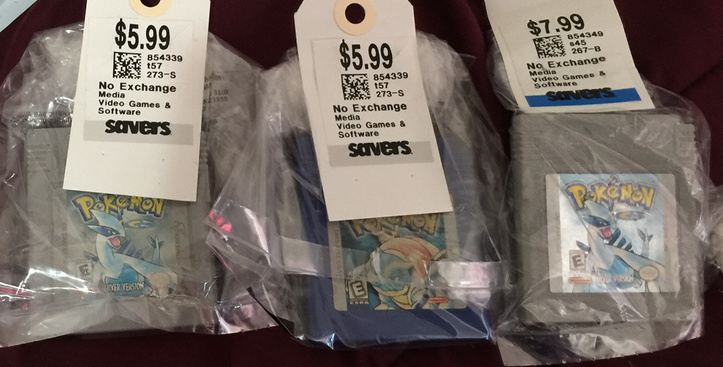 $5.99
854339
t57
273-S
No Exchange
Media
Video Games &
Software
savers
POKéMON
E
$5.99
854339
t57
273-S
No Exchange
Media
Video Games &
Software
savers
POKéMON
E
$7.99
854349
s45
267-B
No Exchange
Media
Video Games &
Software
savers
POKéMON
E